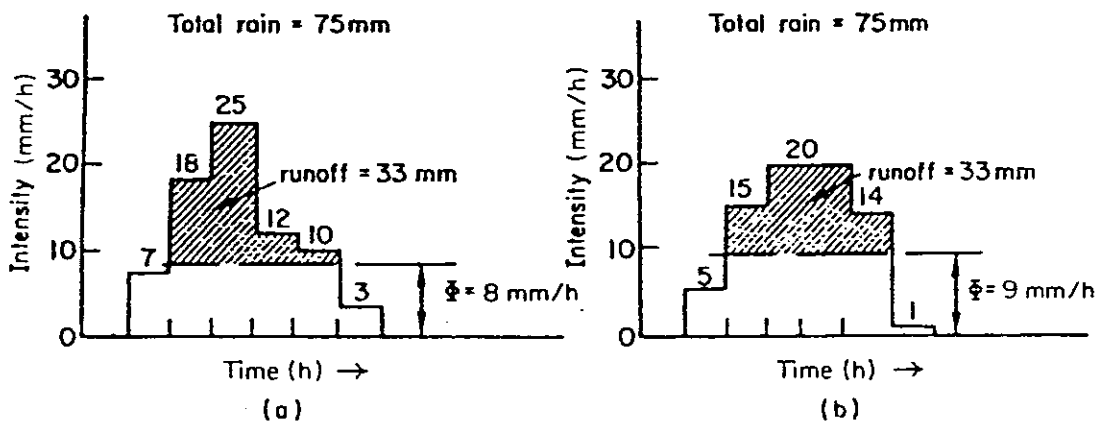 Total rain = 75mm
Intensity (mm/h)
30
20
10
0
7
18
25
12
10
3
runoff = 33 mm
Φ = 8 mm/h
Time (h) →
(a)
Total rain = 75mm
Intensity (mm/h)
30
20
10
0
5
15
20
14
1
runoff = 33mm
Φ = 9 mm/h
Time (h) →
(b)